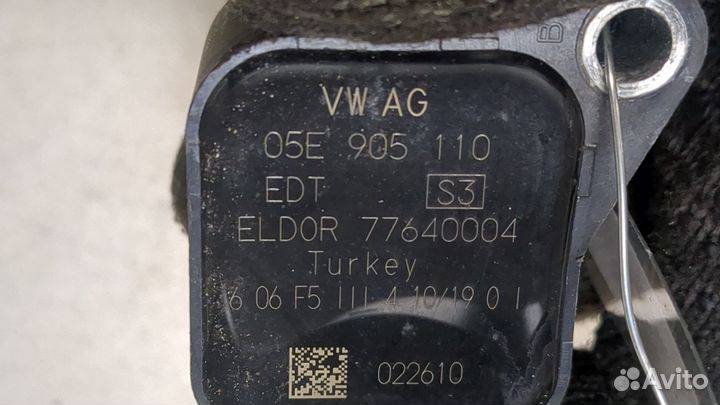 B
VW AG
05E 905 110
EDT S3
ELDOR 77640004
Turkey
6 06 F5 III 4 10/19 0 I
022610
Avito